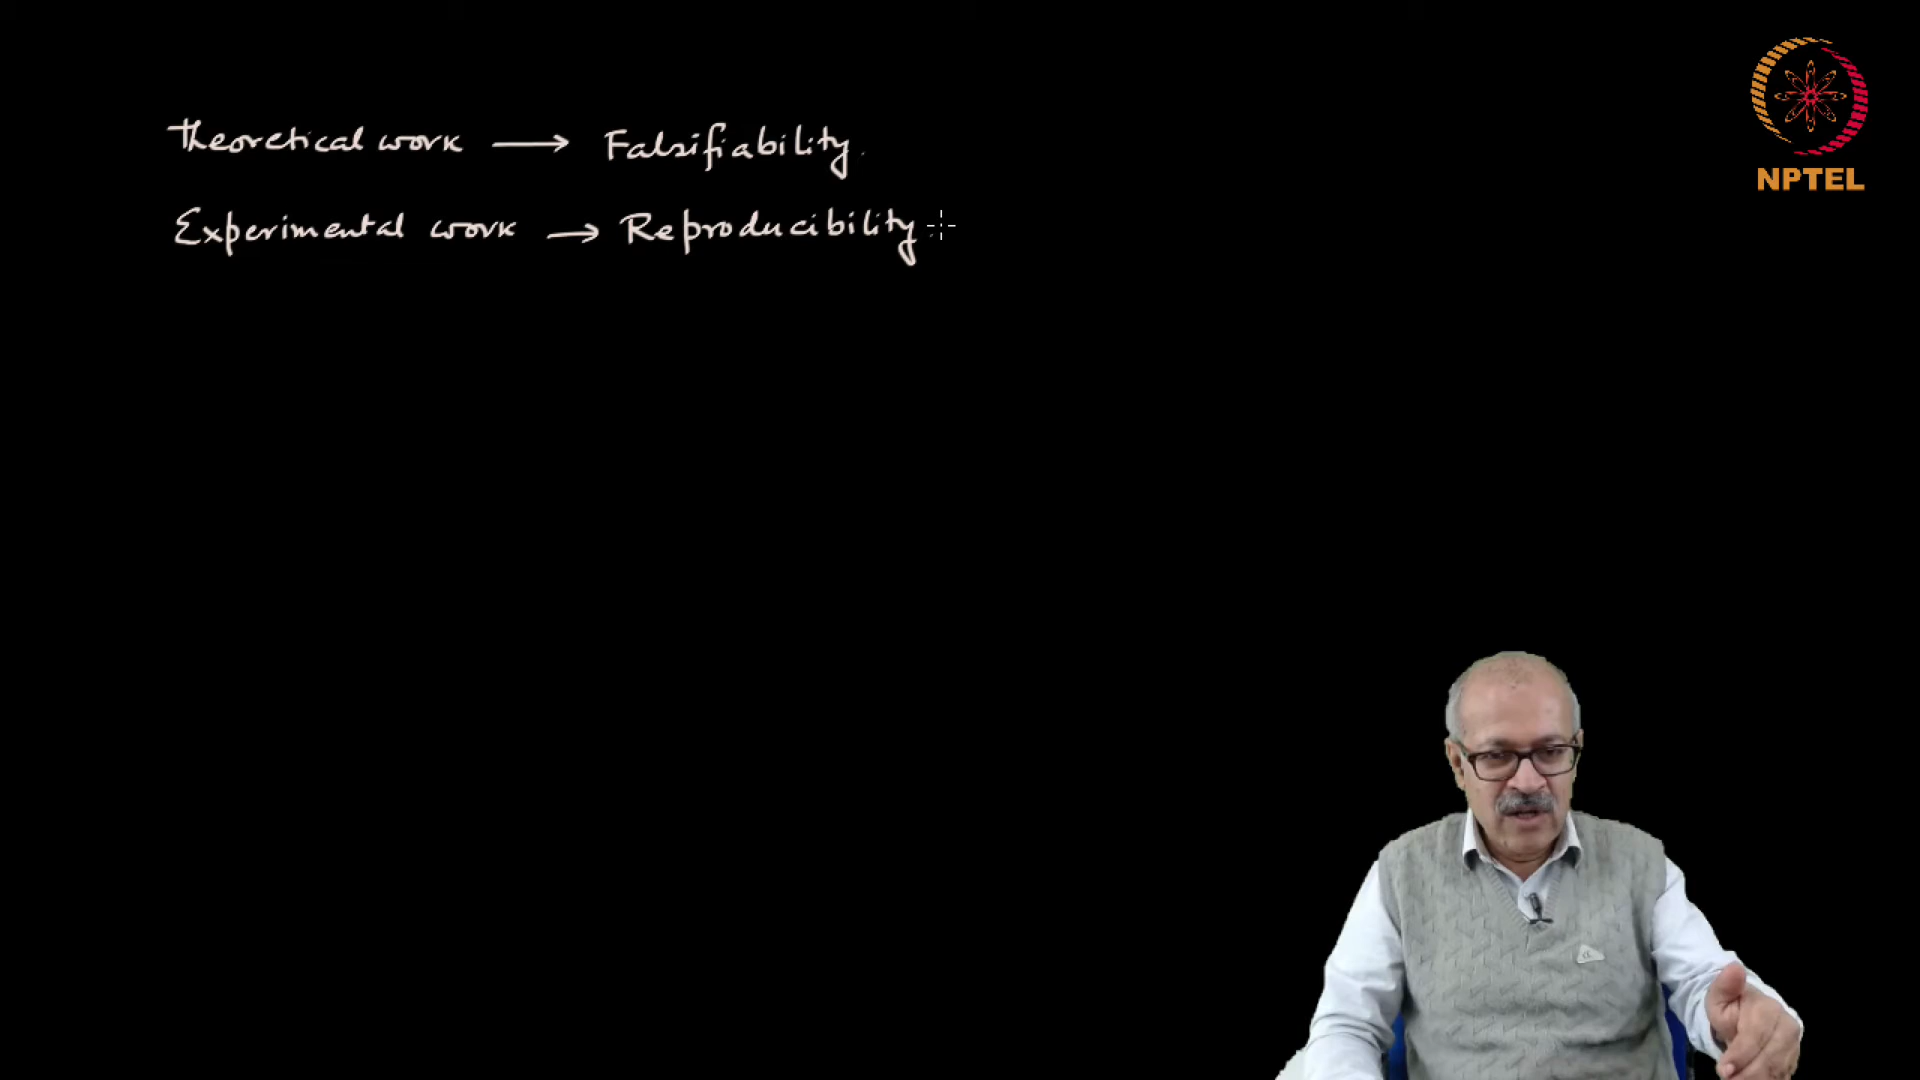 Theoretical work → Falsifiability.
Experimental work → Reproducibility
NPTEL